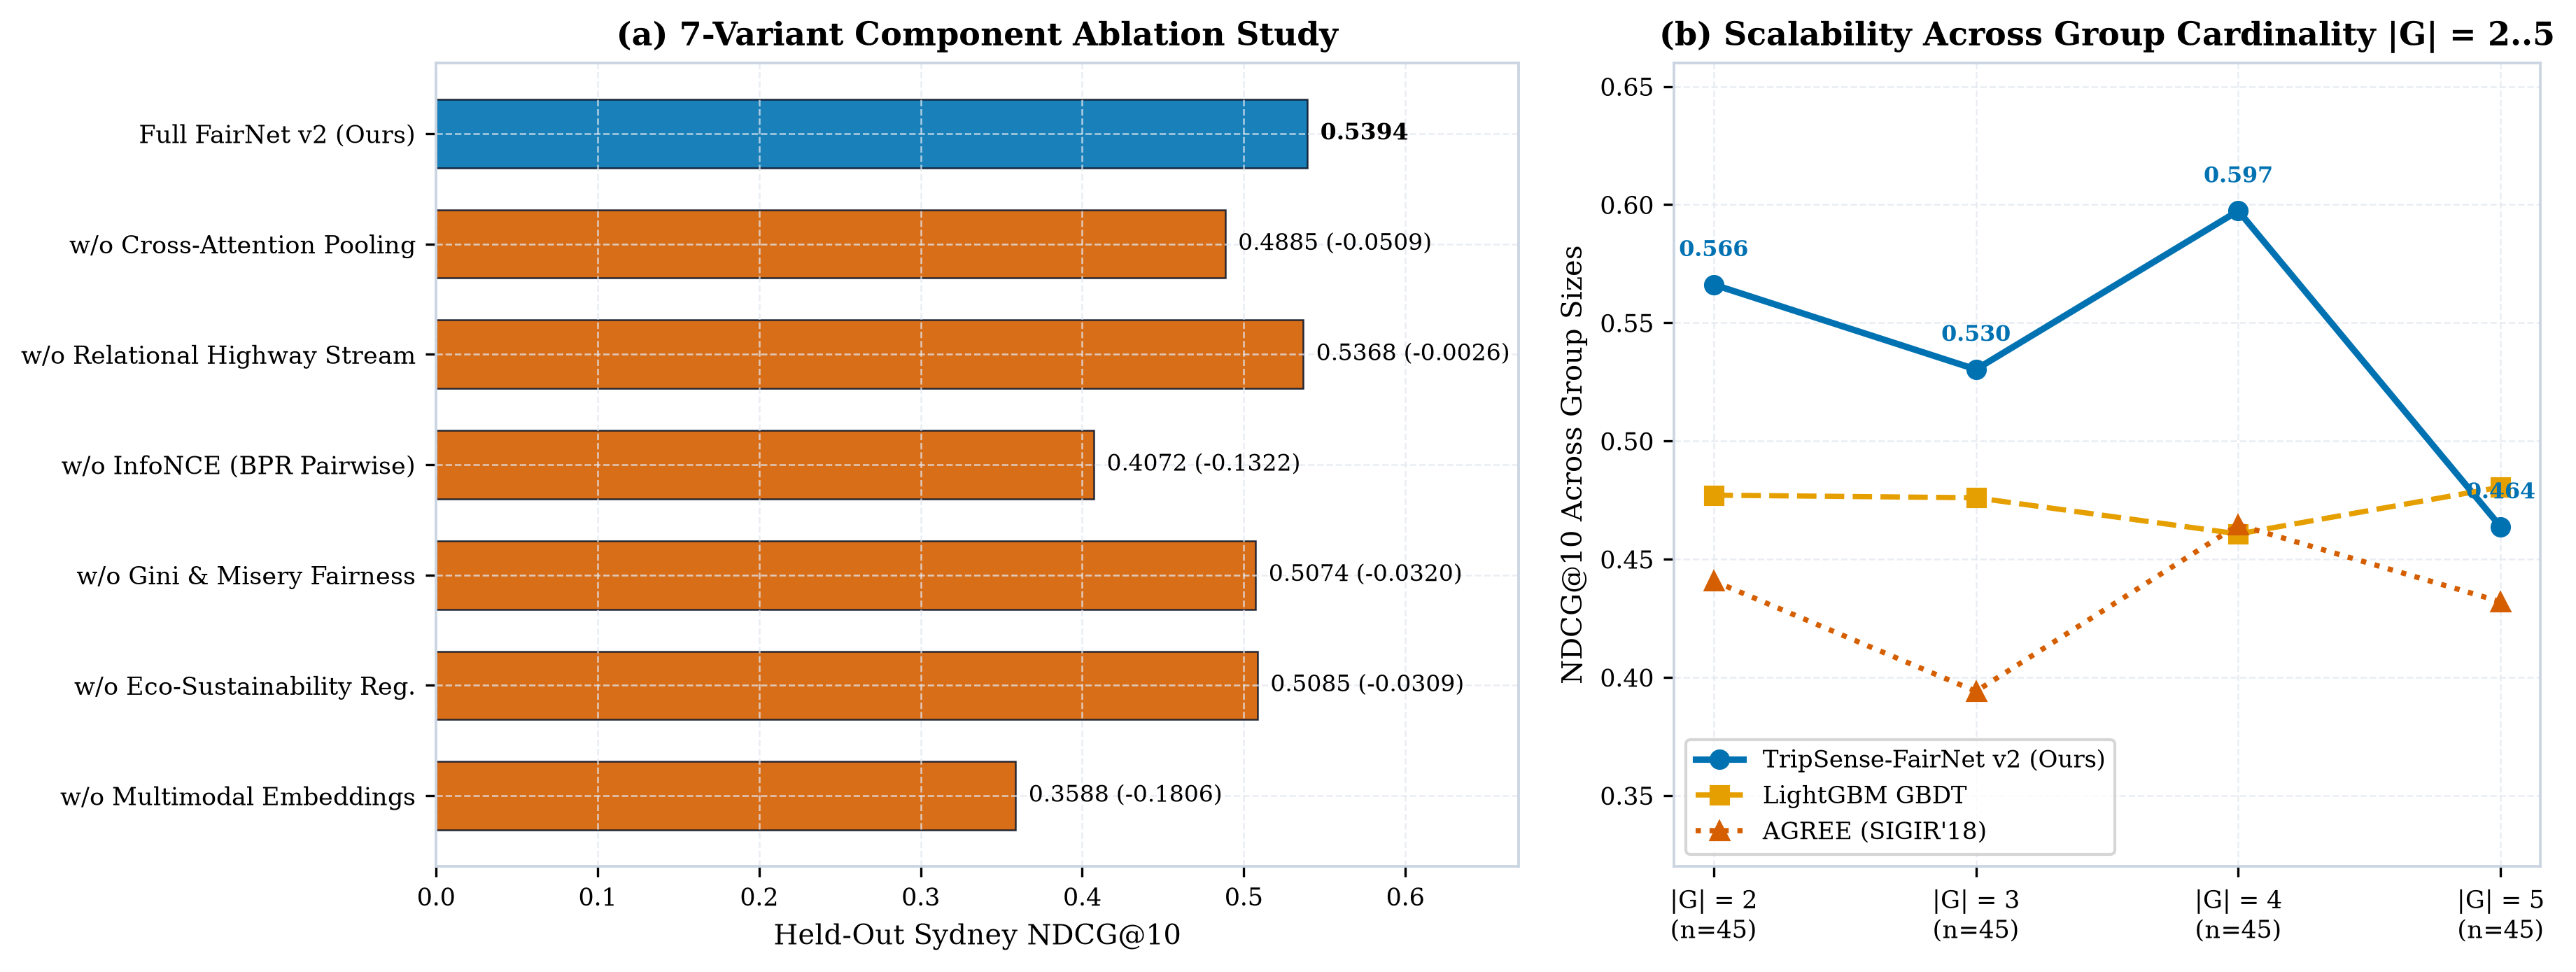 (a) 7-Variant Component Ablation Study
Full FairNet v2 (Ours)
0.5394
w/o Cross-Attention Pooling
0.4885 (-0.0509)
w/o Relational Highway Stream
0.5368 (-0.0026)
w/o InfoNCE (BPR Pairwise)
0.4072 (-0.1322)
w/o Gini & Misery Fairness
0.5074 (-0.0320)
w/o Eco-Sustainability Reg.
0.5085 (-0.0309)
w/o Multimodal Embeddings
0.3588 (-0.1806)
0.0 0.1 0.2 0.3 0.4 0.5 0.6
Held-Out Sydney NDCG@10
(b) Scalability Across Group Cardinality |G| = 2..5
NDCG@10 Across Group Sizes
0.65
0.60
0.55
0.50
0.45
0.40
0.35
0.566
0.530
0.597
0.464
TripSense-FairNet v2 (Ours)
LightGBM GBDT
AGREE (SIGIR'18)
|G| = 2 |G| = 3 |G| = 4 |G| = 5
(n=45) (n=45) (n=45) (n=45)